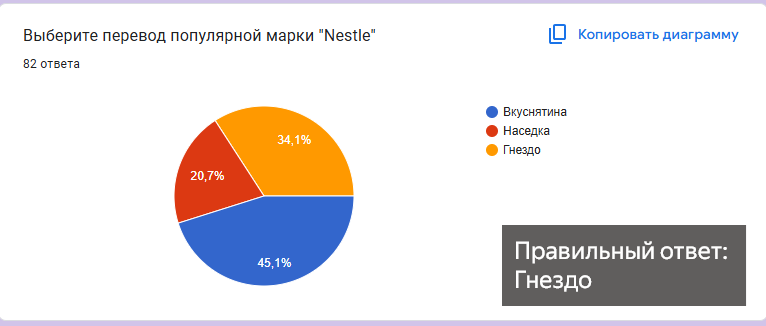 Выберите перевод популярной марки "Nestle"
Копировать диаграмму
82 ответа
34,1%
20,7%
45,1%
Вкуснятина
Наседка
Гнездо
Правильный ответ:
Гнездо